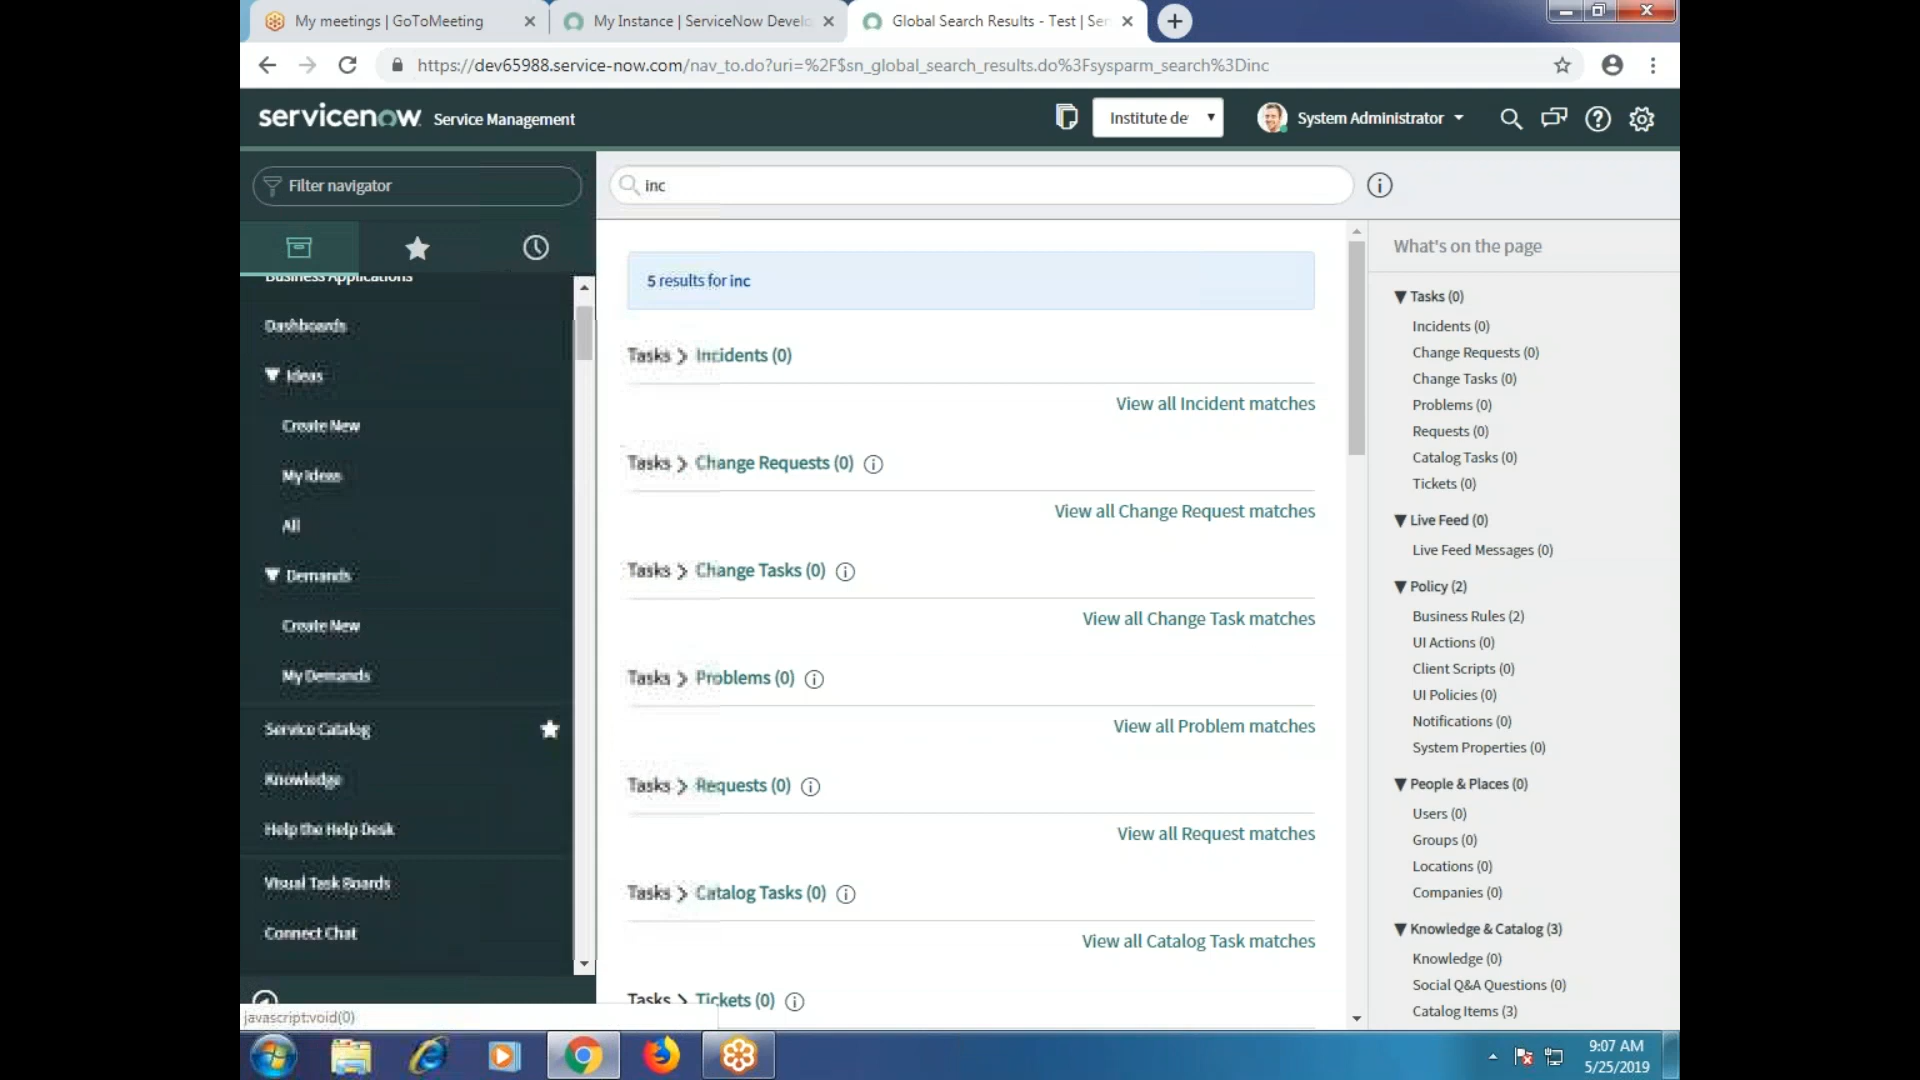 My meetings | GoToMeeting
My Instance | ServiceNow Develo
Global Search Results - Test | Ser
https://dev65988.service-now.com/nav_to.do?uri=%2F$sn_global_search_results.do%3Fsysparm_search%3Dinc
servicenow Service Management
Institute de
System Administrator
Filter navigator
inc
Business Applications
Dashboards
Ideas
Create New
My Ideas
All
Demands
Create New
My Demands
Service Catalog
Knowledge
Help the Help Desk
Visual Task Boards
Connect Chat
javascript:void(0)
5 results for inc
Tasks > Incidents (0)
View all Incident matches
Tasks > Change Requests (0)
View all Change Request matches
Tasks > Change Tasks (0)
View all Change Task matches
Tasks > Problems (0)
View all Problem matches
Tasks > Requests (0)
View all Request matches
Tasks > Catalog Tasks (0)
View all Catalog Task matches
Tasks > Tickets (0)
What's on the page
Tasks (0)
Incidents (0)
Change Requests (0)
Change Tasks (0)
Problems (0)
Requests (0)
Catalog Tasks (0)
Tickets (0)
Live Feed (0)
Live Feed Messages (0)
Policy (2)
Business Rules (2)
UI Actions (0)
Client Scripts (0)
UI Policies (0)
Notifications (0)
System Properties (0)
People & Places (0)
Users (0)
Groups (0)
Locations (0)
Companies (0)
Knowledge & Catalog (3)
Knowledge (0)
Social Q&A Questions (0)
Catalog Items (3)
9:07 AM
5/25/2019